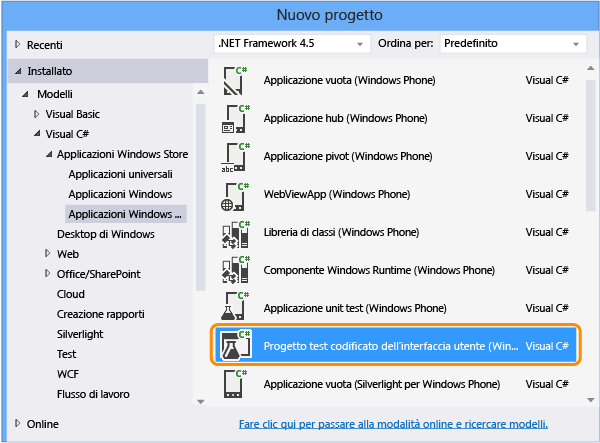 Nuovo progetto
Recenti
.NET Framework 4.5
Ordina per:
Predefinito
Installato
Modelli
Visual Basic
Visual C#
Applicazioni Windows Store
Applicazioni universali
Applicazioni Windows
Applicazioni Windows ...
Desktop di Windows
Web
Office/SharePoint
Cloud
Creazione rapporti
Silverlight
Test
WCF
Flusso di lavoro
Online
C#
Applicazione vuota (Windows Phone) Visual C#
C#
Applicazione hub (Windows Phone) Visual C#
C#
abc
Applicazione pivot (Windows Phone) Visual C#
C#
WebViewApp (Windows Phone) Visual C#
C#
Libreria di classi (Windows Phone) Visual C#
C#
Componente Windows Runtime (Windows Phone) Visual C#
C#
Applicazione unit test (Windows Phone) Visual C#
C#
Progetto test codificato dell'interfaccia utente (Win... Visual C#
C#
Applicazione vuota (Silverlight per Windows Phone) Visual C#
Fare clic qui per passare alla modalità online e ricercare modelli.